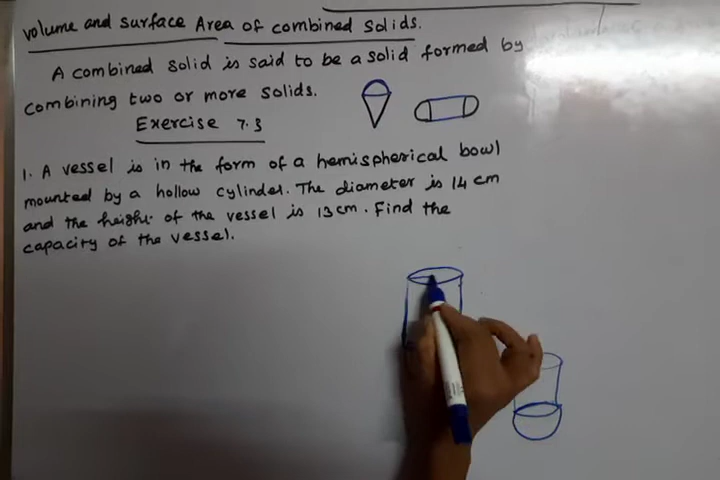 Volume and surface Area of combined Solids.
A combined solid is said to be a solid formed by
combining two or more solids.
Exercise 7.3
1. A vessel is in the form of a hemispherical bowl
mounted by a hollow cylinder. The diameter is 14 cm
and the height of the vessel is 13 cm. Find the
capacity of the vessel.